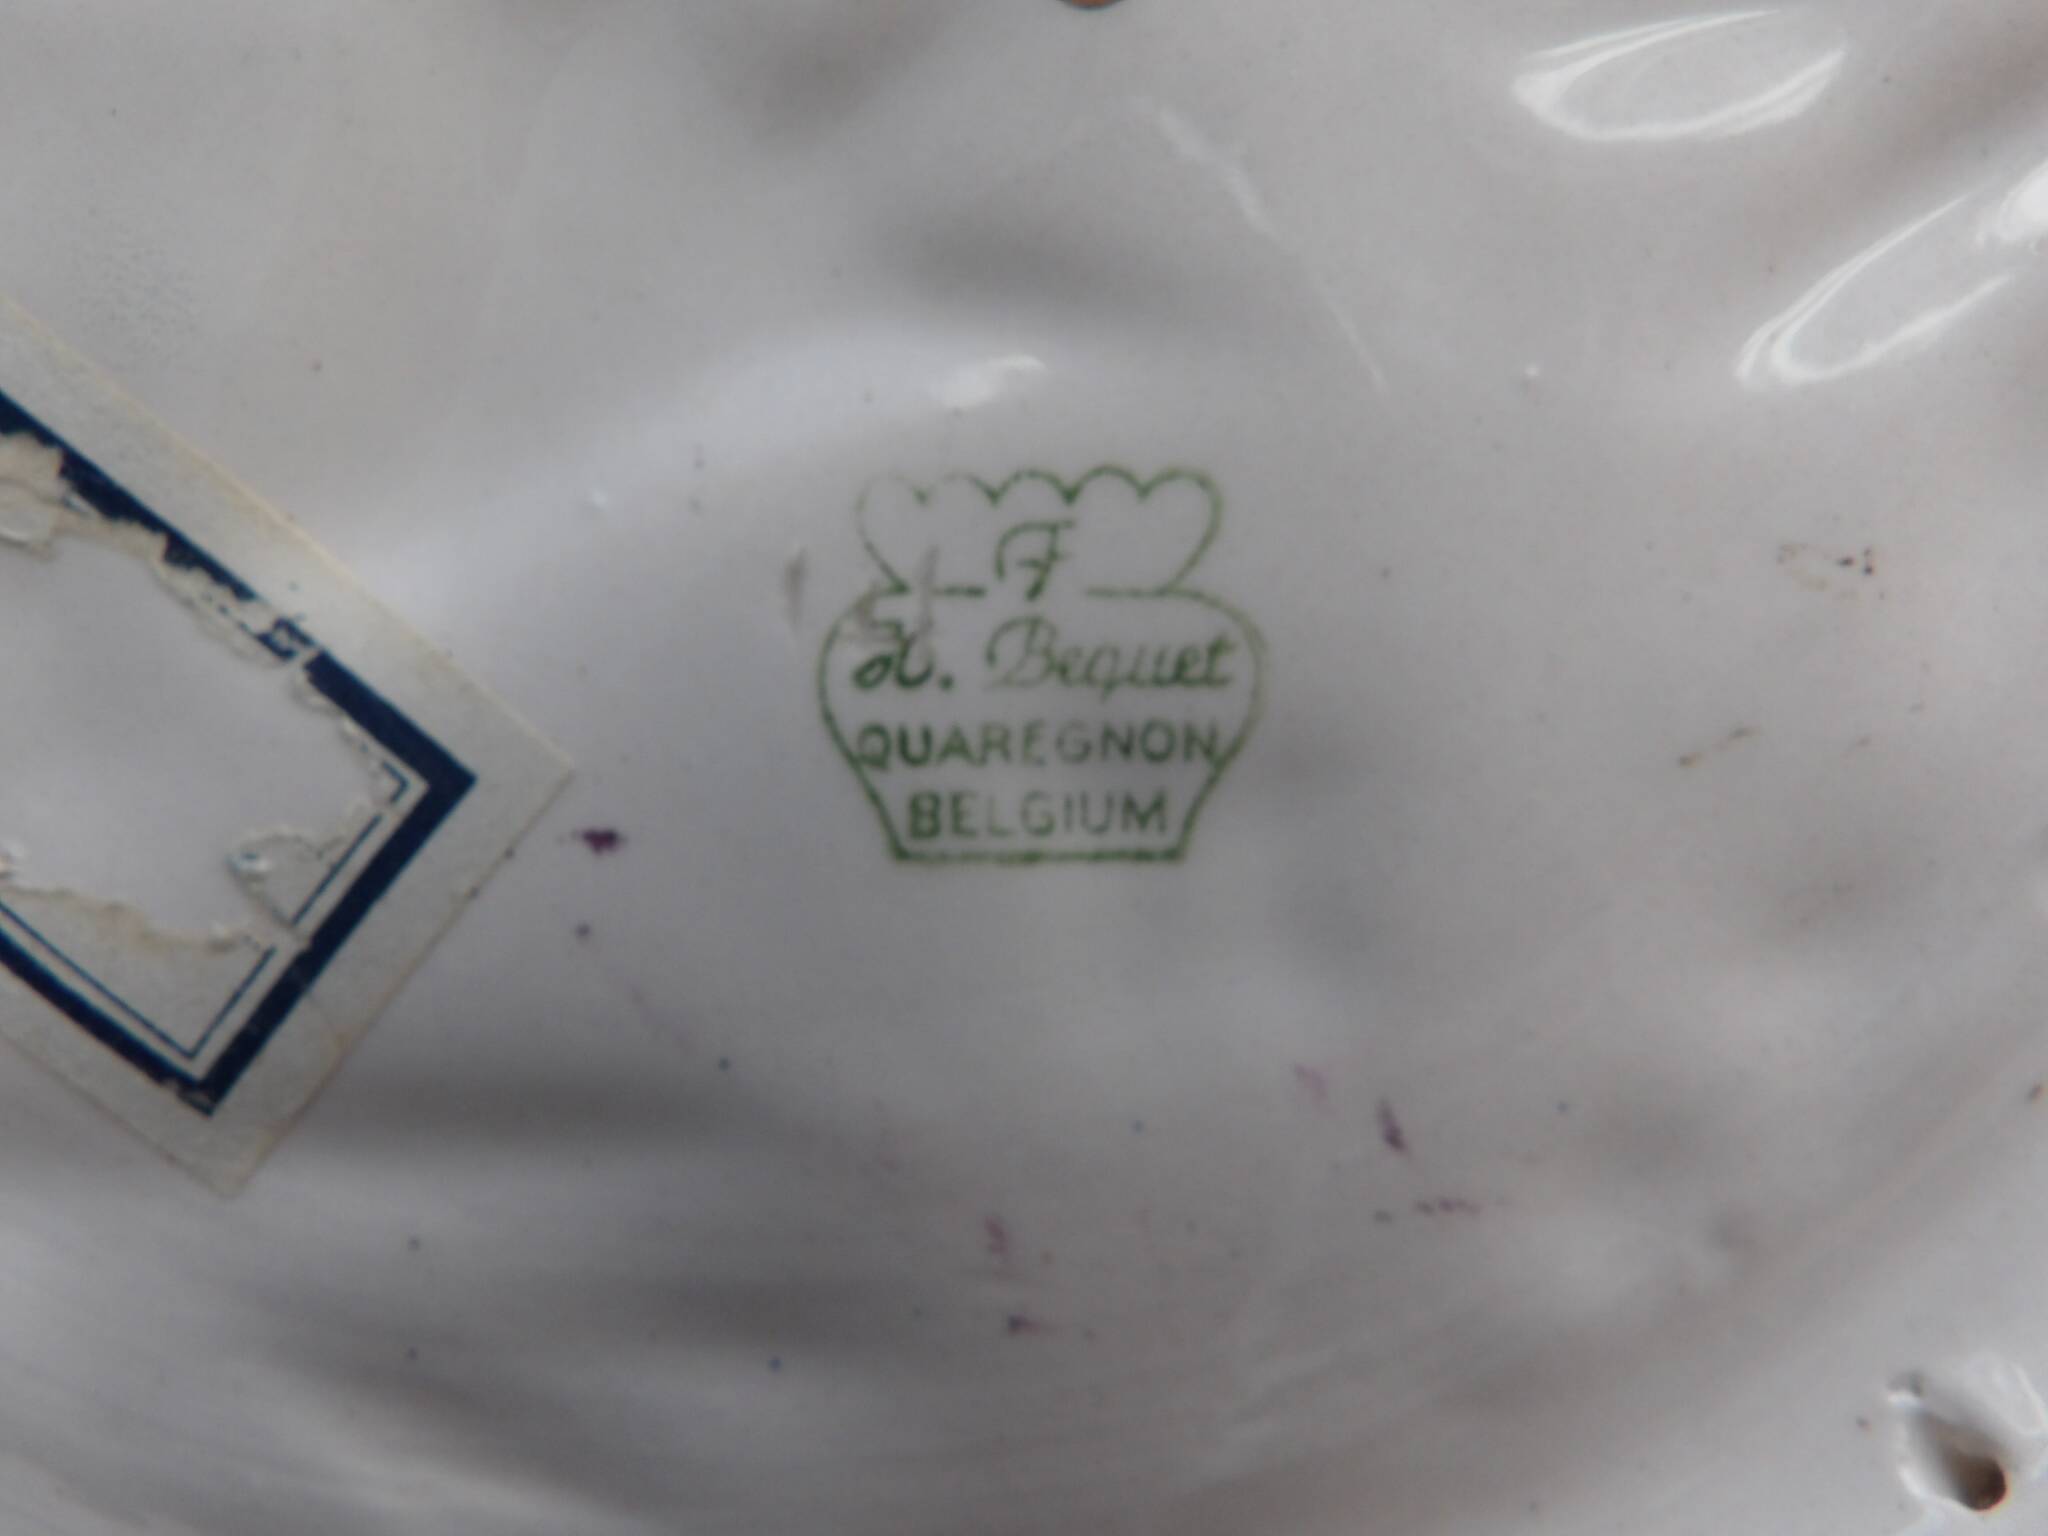 F
H. Bequet
QUAREGNON
BELGIUM